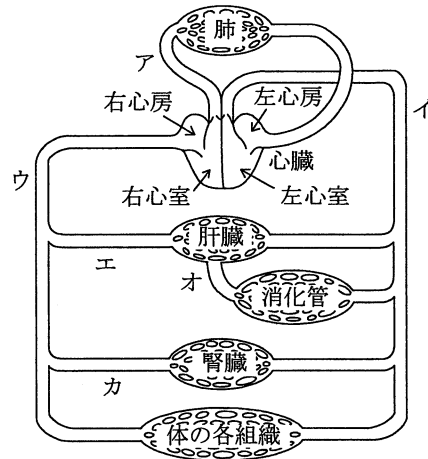 肺
ア
右心房
左心房
イ
心臓
ウ
右心室
左心室
肝臓
エ
オ
消化管
腎臓
カ
体の各組織